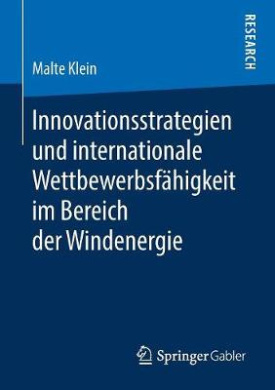 RESEARCH
Malte Klein
Innovationsstrategien
und internationale
Wettbewerbsfähigkeit
im Bereich
der Windenergie
Springer Gabler